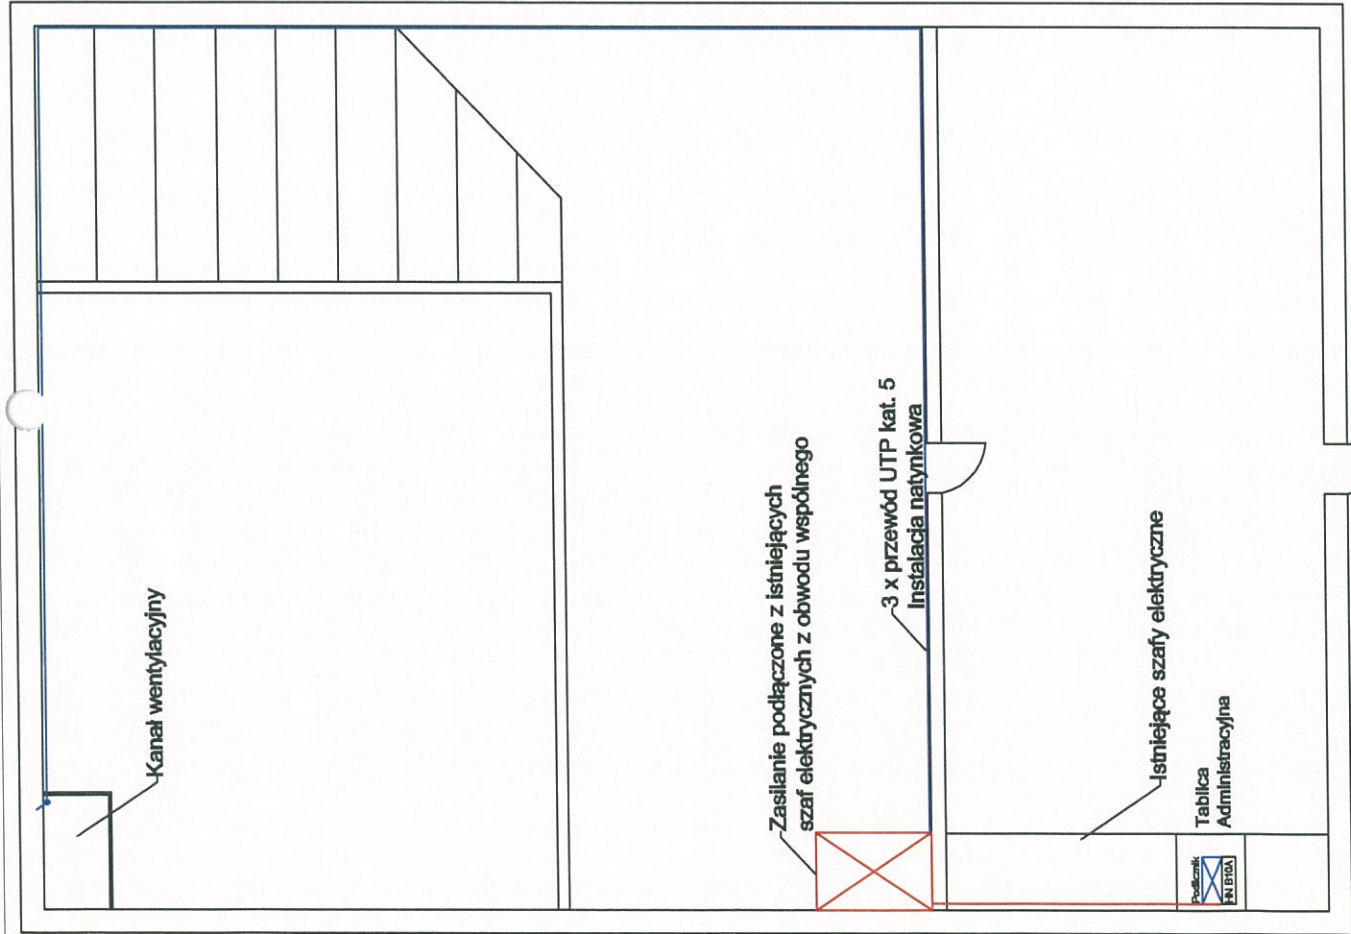 Kanał wentylacyjny
Zasilanie podłączone z istniejących
szaf elektrycznych z obwodu wspólnego
3 x przewód UTP kat. 5
Instalacja natynkowa
Istniejące szafy elektryczne
Tablica
Administracyjna
Podlicznik
HN B10A